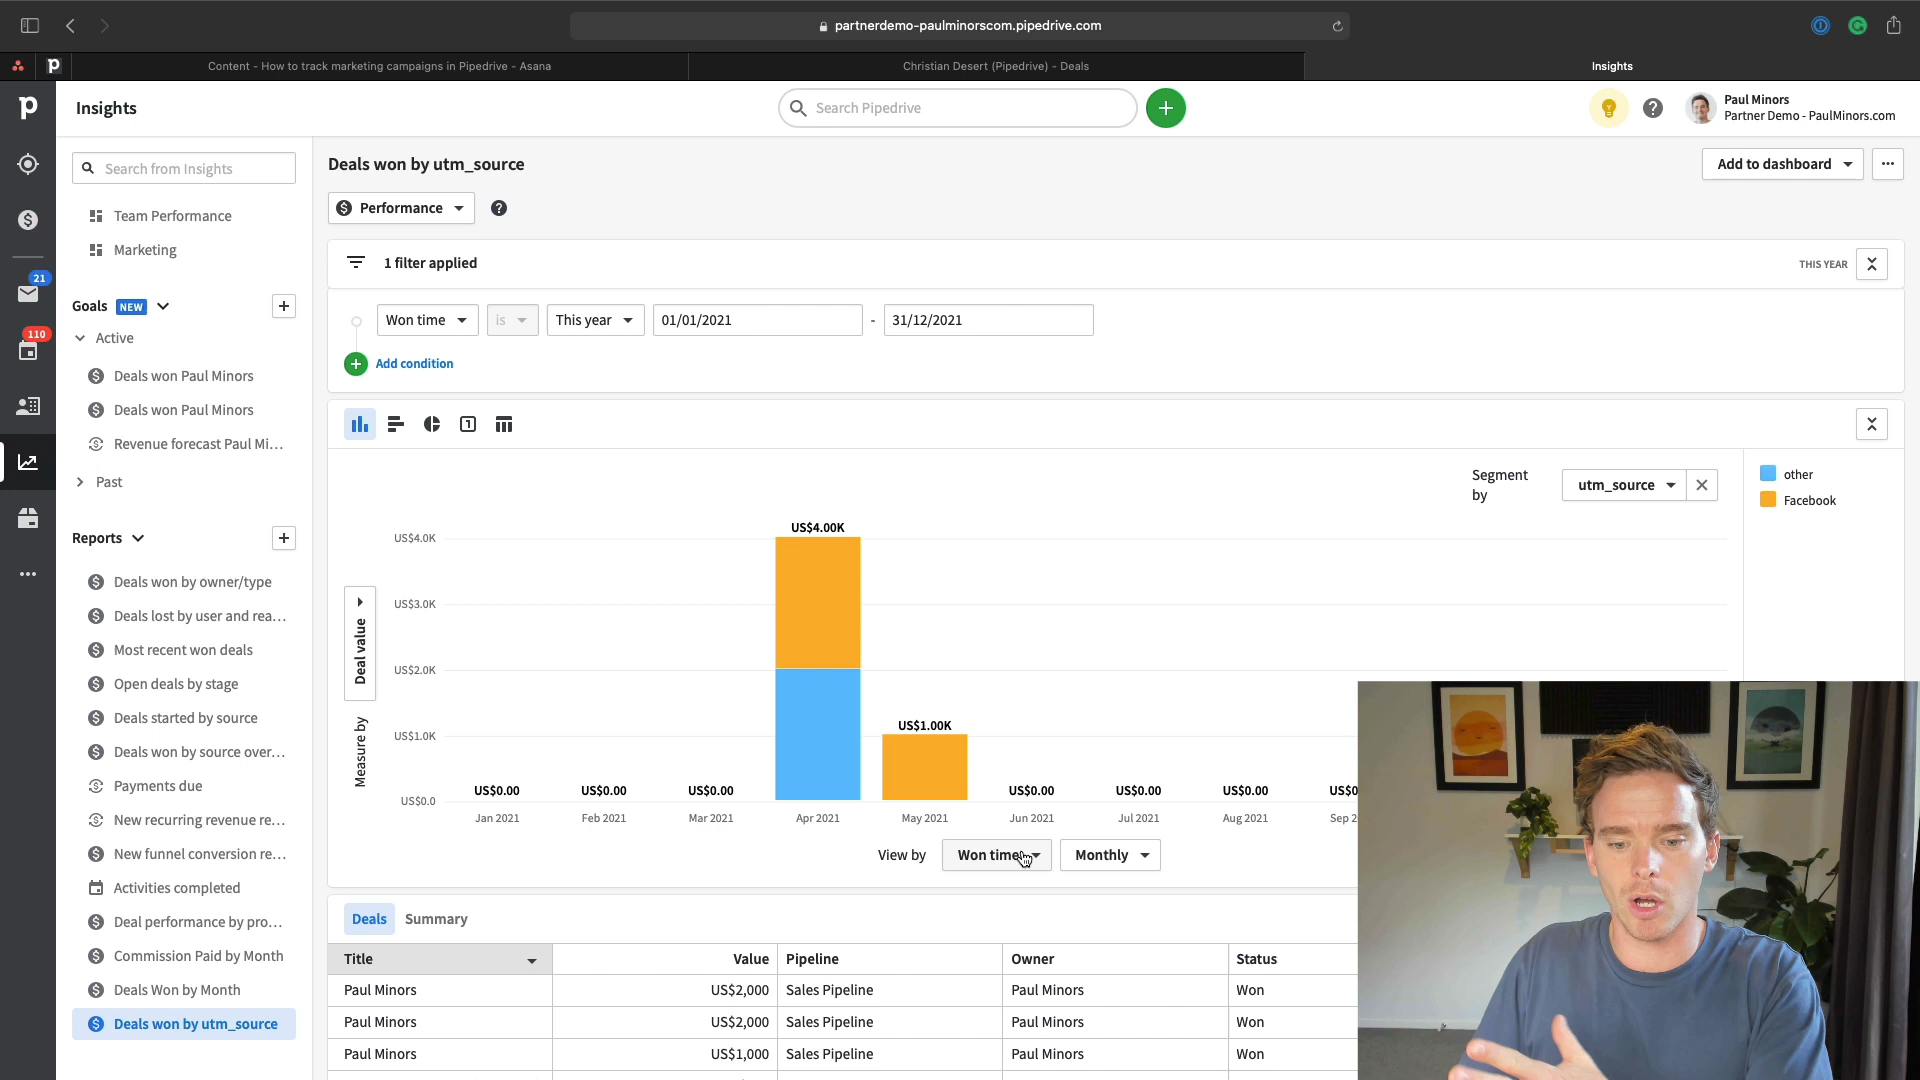 partnerdemo-paulminorscom.pipedrive.com
Content - How to track marketing campaigns in Pipedrive - Asana
Christian Desert (Pipedrive) - Deals
Insights
Insights
Search Pipedrive
Paul Minors
Partner Demo - PaulMinors.com
Search from Insights
Team Performance
Marketing
21
Goals NEW
110
Active
Deals won Paul Minors
Deals won Paul Minors
Revenue forecast Paul Mi...
Past
Reports
Deals won by owner/type
Deals lost by user and rea...
Most recent won deals
Open deals by stage
Deals started by source
Deals won by source over...
Payments due
New recurring revenue re...
New funnel conversion re...
Activities completed
Deal performance by pro...
Commission Paid by Month
Deals Won by Month
Deals won by utm_source
Deals won by utm_source
Add to dashboard
Performance
1 filter applied
THIS YEAR
Won time is This year 01/01/2021 - 31/12/2021
Add condition
Segment by utm_source
other
Facebook
Measure by Deal value
US$4.0K
US$3.0K
US$2.0K
US$1.0K
US$0.0
US$4.00K
US$1.00K
US$0.00 US$0.00 US$0.00 US$0.00 US$0.00 US$0.00 US$0
Jan 2021 Feb 2021 Mar 2021 Apr 2021 May 2021 Jun 2021 Jul 2021 Aug 2021 Sep 2
View by Won time Monthly
Deals Summary
Title Value Pipeline Owner Status
Paul Minors US$2,000 Sales Pipeline Paul Minors Won
Paul Minors US$2,000 Sales Pipeline Paul Minors Won
Paul Minors US$1,000 Sales Pipeline Paul Minors Won